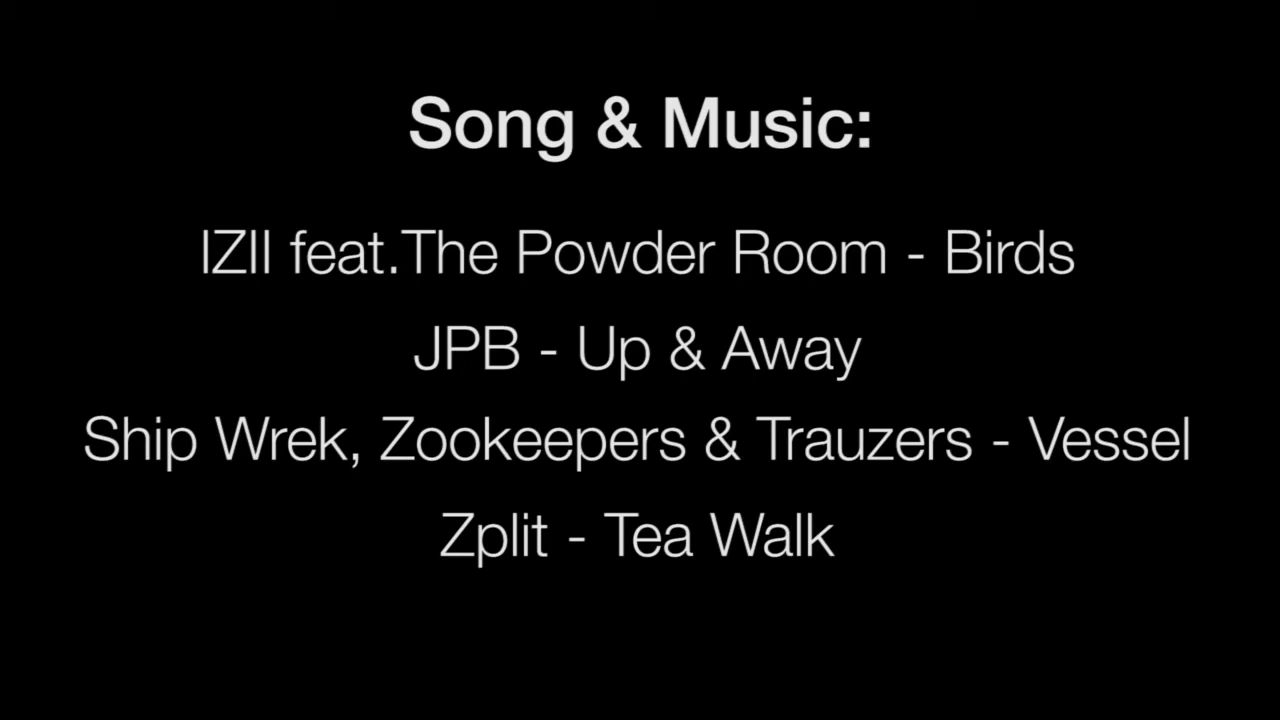 Song & Music:
IZII feat.The Powder Room - Birds
JPB - Up & Away
Ship Wrek, Zookeepers & Trauzers - Vessel
Zplit - Tea Walk